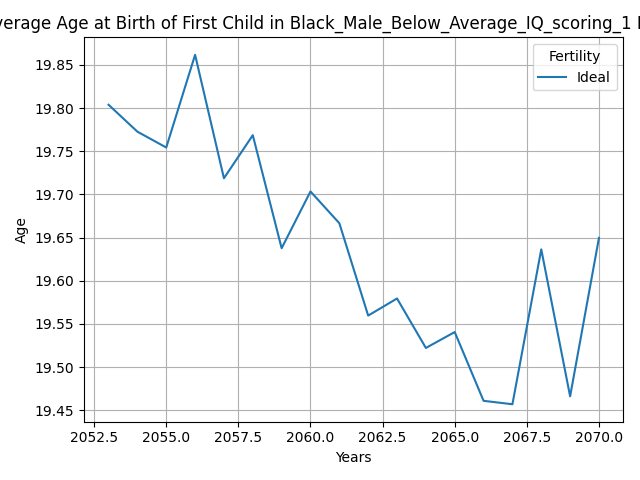 Average Age at Birth of First Child in Black_Male_Below_Average_IQ_scoring_1
Fertility
Ideal
19.85
19.80
19.75
19.70
19.65
19.60
19.55
19.50
19.45
Age
2052.5 2055.0 2057.5 2060.0 2062.5 2065.0 2067.5 2070.0
Years